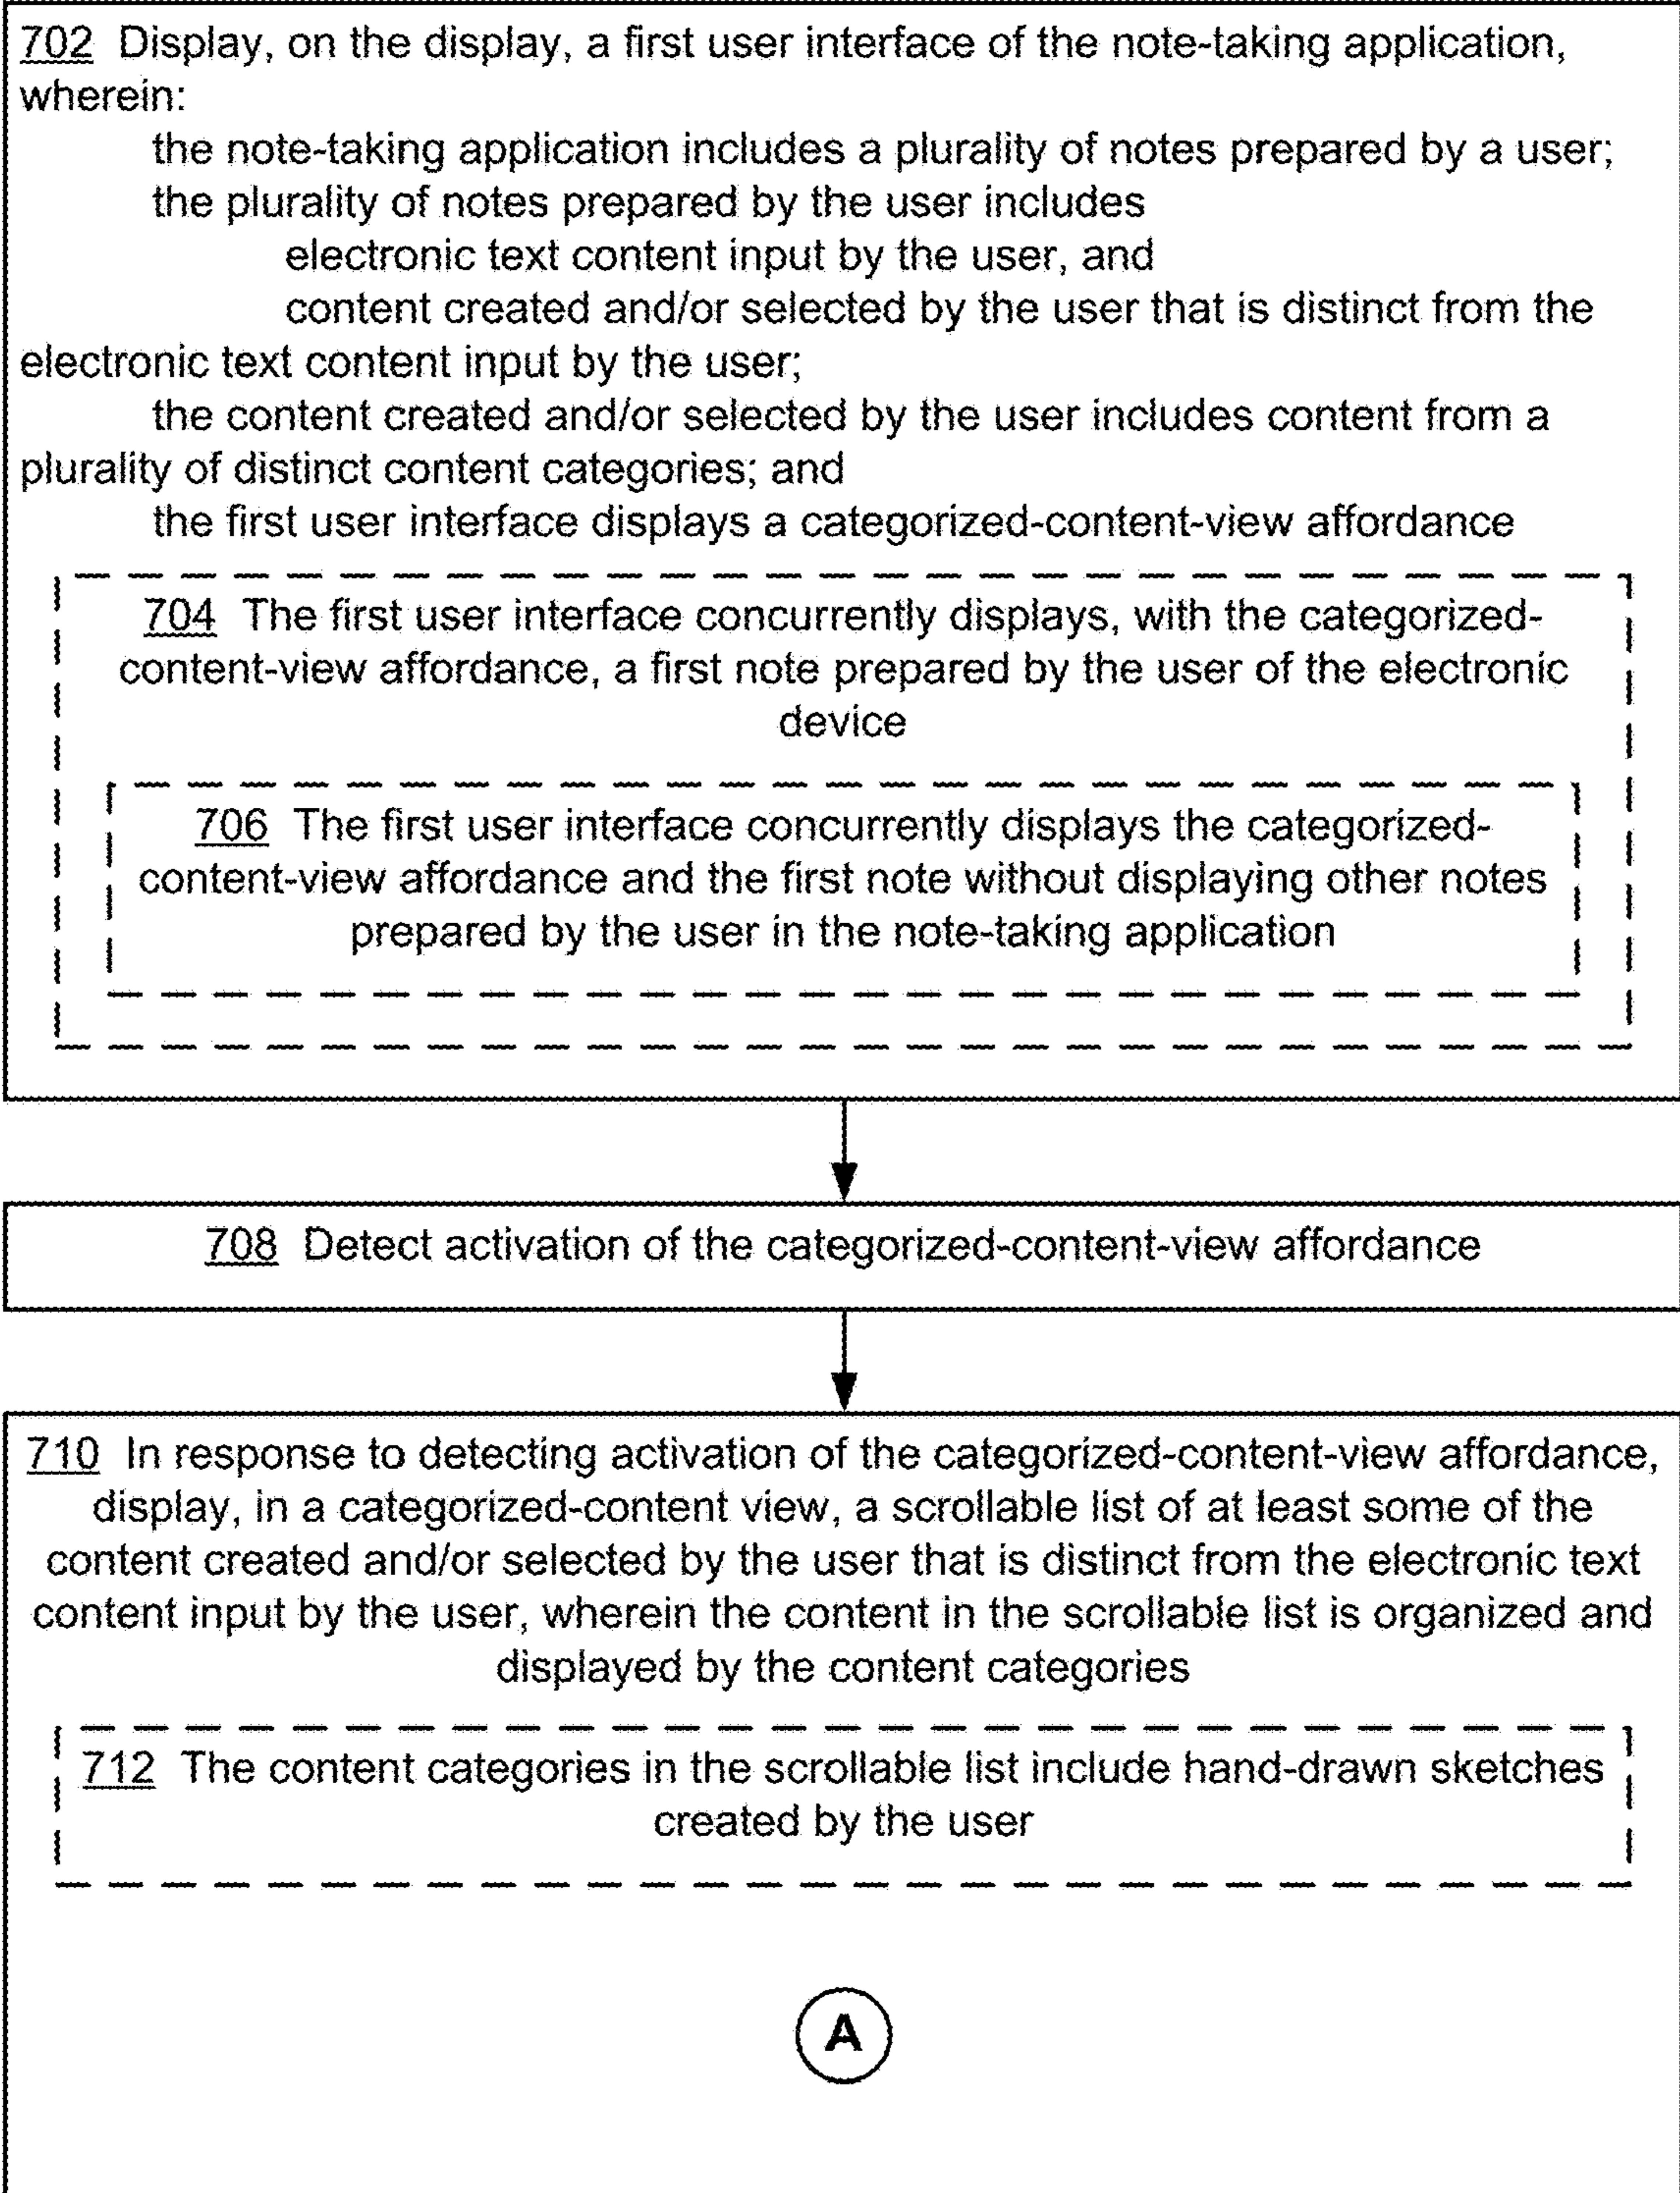 702 Display, on the display, a first user interface of the note-taking application,
wherein:
the note-taking application includes a plurality of notes prepared by a user;
the plurality of notes prepared by the user includes
electronic text content input by the user, and
content created and/or selected by the user that is distinct from the
electronic text content input by the user;
the content created and/or selected by the user includes content from a
plurality of distinct content categories; and
the first user interface displays a categorized-content-view affordance
704 The first user interface concurrently displays, with the categorized-
content-view affordance, a first note prepared by the user of the electronic
device
706 The first user interface concurrently displays the categorized-
content-view affordance and the first note without displaying other notes
prepared by the user in the note-taking application
708 Detect activation of the categorized-content-view affordance
710 In response to detecting activation of the categorized-content-view affordance,
display, in a categorized-content view, a scrollable list of at least some of the
content created and/or selected by the user that is distinct from the electronic text
content input by the user, wherein the content in the scrollable list is organized and
displayed by the content categories
712 The content categories in the scrollable list include hand-drawn sketches
created by the user
A